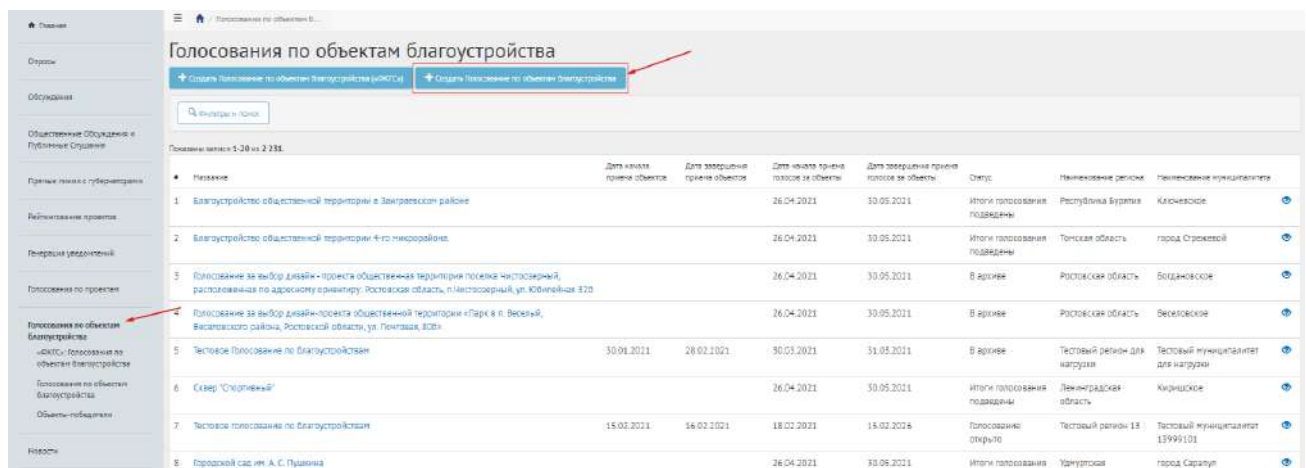 Главная
Опросы
Обсуждения
Общественные Обсуждения и
Публичные Слушания
Прямые линии с губернаторами
Рейтингование проектов
Генерация уведомлений
Голосования по проектам
Голосования по объектам
благоустройства
«ФКГС»: Голосования по
объектам благоустройства
Голосования по объектам
благоустройства
Объекты-победители
Новости
/ Голосования по объектам б...
Голосования по объектам благоустройства
+ Создать Голосование по объектам благоустройства («ФКГС»)
+ Создать Голосование по объектам благоустройства
Фильтры и поиск
Показаны записи 1-20 из 2 231.
# Название
Дата начала
приема объектов
Дата завершения
приема объектов
Дата начала приема
голосов за объекты
Дата завершения приема
голосов за объекты
Статус
Наименование региона
Наименование муниципалитета
1 Благоустройство общественной территории в Заиграевском районе 26.04.2021 30.05.2021 Итоги голосования Республика Бурятия Ключевское
подведены
2 Благоустройство общественной территории 4-го микрорайона. 26.04.2021 30.05.2021 Итоги голосования Томская область город Стрежевой
подведены
3 Голосование за выбор дизайн - проекта общественная территория поселка Чистоозерный, 26.04.2021 30.05.2021 В архиве Ростовская область Богдановское
расположенная по адресному ориентиру: Ростовская область, п.Чистоозерный, ул. Юбилейная 32б
4 Голосование за выбор дизайн-проекта общественной территории «Парк в п. Веселый, 26.04.2021 30.05.2021 В архиве Ростовская область Веселовское
Веселовского района, Ростовской области, ул. Почтовая,
5 Тестовое Голосование по благоустройствам 30.01.2021 28.02.2021 30.03.2021 31.03.2021 В архиве Тестовый регион для Тестовый муниципалитет
нагрузки для нагрузки
6 Сквер "Спортивный" 26.04.2021 30.05.2021 Итоги голосования Ленинградская Киришское
подведены область
7 Тестовое голосование по благоустройствам 15.02.2021 16.02.2021 18.02.2021 15.02.2026 Голосование Тестовый регион 13 Тестовый муниципалитет
открыто 13999101
8 Городской сад им. А. С. Пушкина 26.04.2021 30.05.2021 Итоги голосования Удмуртская город Сарапул